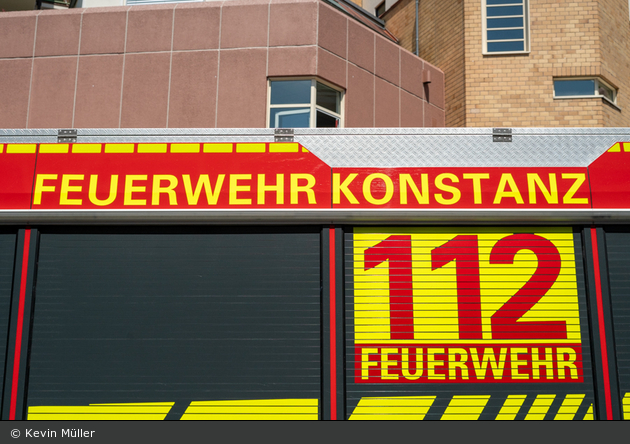 FEUERWEHR KONSTANZ
112
FEUERWEHR
© Kevin Müller